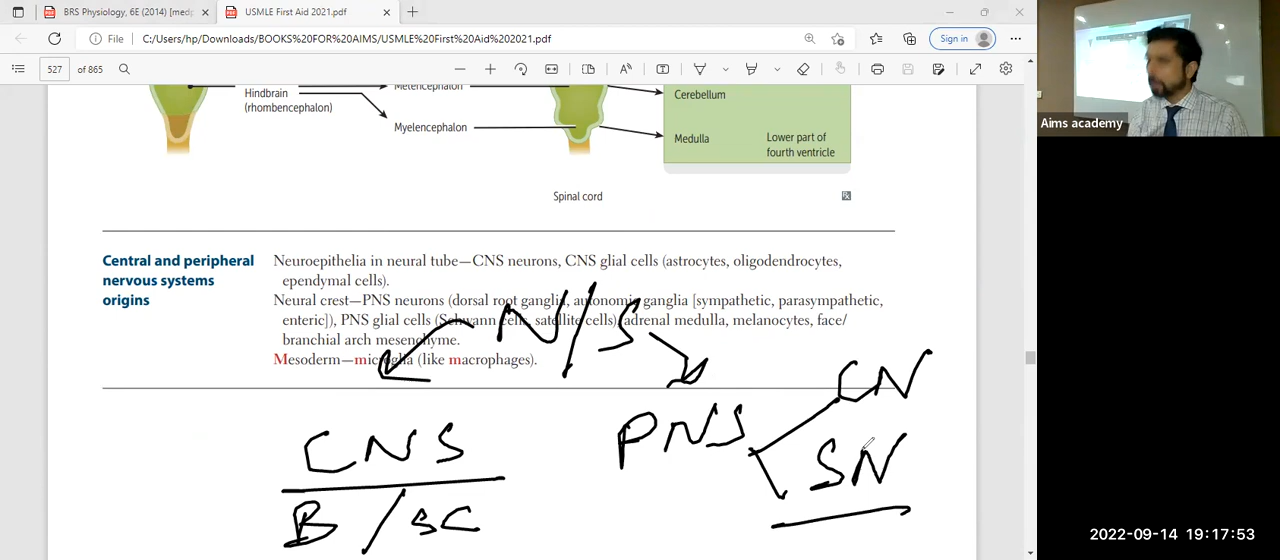 BRS Physiology, 6E (2014) [med
USMLE First Aid 2021.pdf
File
C:/Users/hp/Downloads/BOOKS%20FOR%20AIMS/USMLE%20First%20Aid%202021.pdf
Sign in
527 of 865
Metencephalon
Hindbrain
(rhombencephalon)
Cerebellum
Myelencephalon
Medulla
Lower part of
fourth ventricle
Spinal cord
Central and peripheral
nervous systems
origins
Neuroepithelia in neural tube—CNS neurons, CNS glial cells (astrocytes, oligodendrocytes,
ependymal cells).
Neural crest—PNS neurons (dorsal root ganglia, autonomic ganglia [sympathetic, parasympathetic,
enteric]), PNS glial cells (Schwann cells, satellite cells), adrenal medulla, melanocytes, face/
branchial arch mesenchyme.
Mesoderm—microglia (like macrophages).
N/S
CNS
B/SC
PNS
CN
SN
Aims academy
2022-09-14 19:17:53